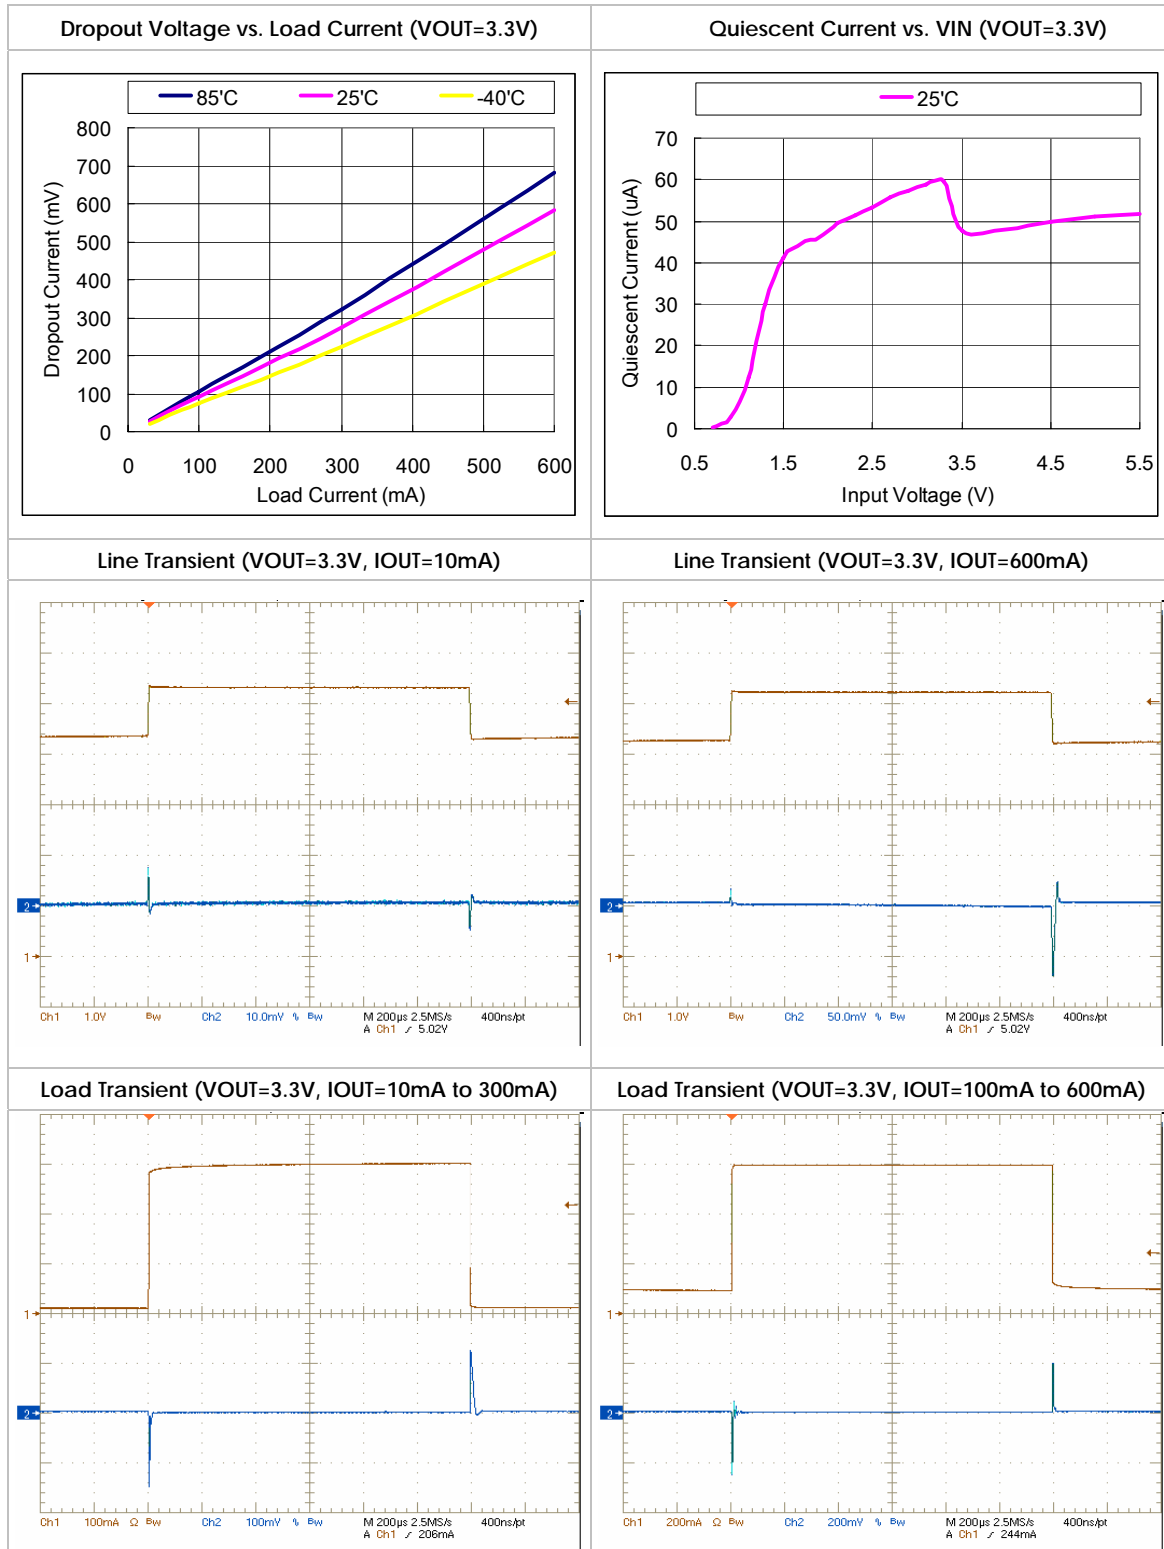 Dropout Voltage vs. Load Current (VOUT=3.3V)
Quiescent Current vs. VIN (VOUT=3.3V)
85'C 25'C -40'C
800
700
600
500
400
300
200
100
0
Dropout Current (mV)
0 100 200 300 400 500 600
Load Current (mA)
25'C
70
60
50
40
30
20
10
0
Quiescent Current (uA)
0.5 1.5 2.5 3.5 4.5 5.5
Input Voltage (V)
Line Transient (VOUT=3.3V, IOUT=10mA)
Line Transient (VOUT=3.3V, IOUT=600mA)
2
1
Ch1 1.0V Bw Ch2 10.0mV % Bw M 200µs 2.5MS/s 400ns/pt
A Ch1 / 5.02V
2
1
Ch1 1.0V Bw Ch2 50.0mV % Bw M 200µs 2.5MS/s 400ns/pt
A Ch1 / 5.02V
Load Transient (VOUT=3.3V, IOUT=10mA to 300mA)
Load Transient (VOUT=3.3V, IOUT=100mA to 600mA)
1
2
Ch1 100mA Ω Bw Ch2 100mV % Bw M 200µs 2.5MS/s 400ns/pt
A Ch1 / 206mA
1
2
Ch1 200mA Ω Bw Ch2 200mV % Bw M 200µs 2.5MS/s 400ns/pt
A Ch1 / 244mA